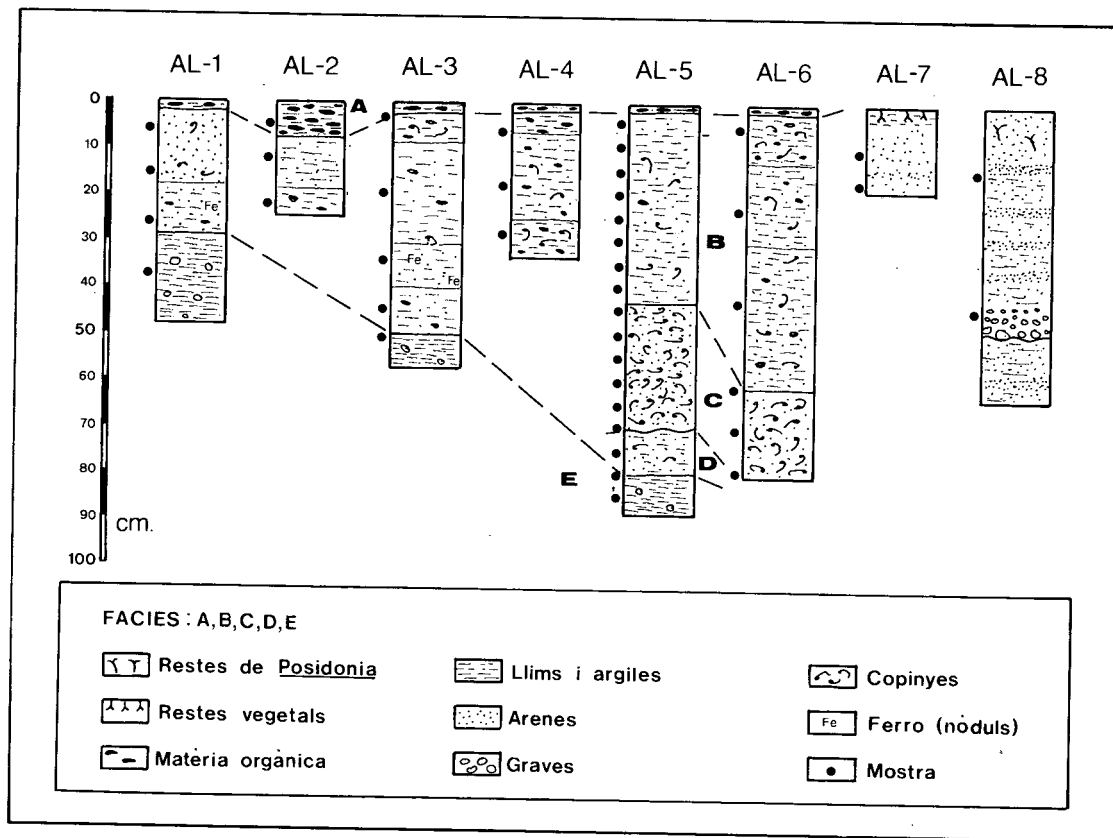 AL-1 AL-2 AL-3 AL-4 AL-5 AL-6 AL-7 AL-8
0
10
20
30
40
50
60
70
80
90
100
cm.
A
B
C
D
E
Fe
Fe
Fe
FACIES : A,B,C,D,E
Restes de Posidonia
Llims i argiles
Copinyes
Restes vegetals
Arenes
Fe Ferro (nòduls)
Matèria orgànica
Graves
Mostra